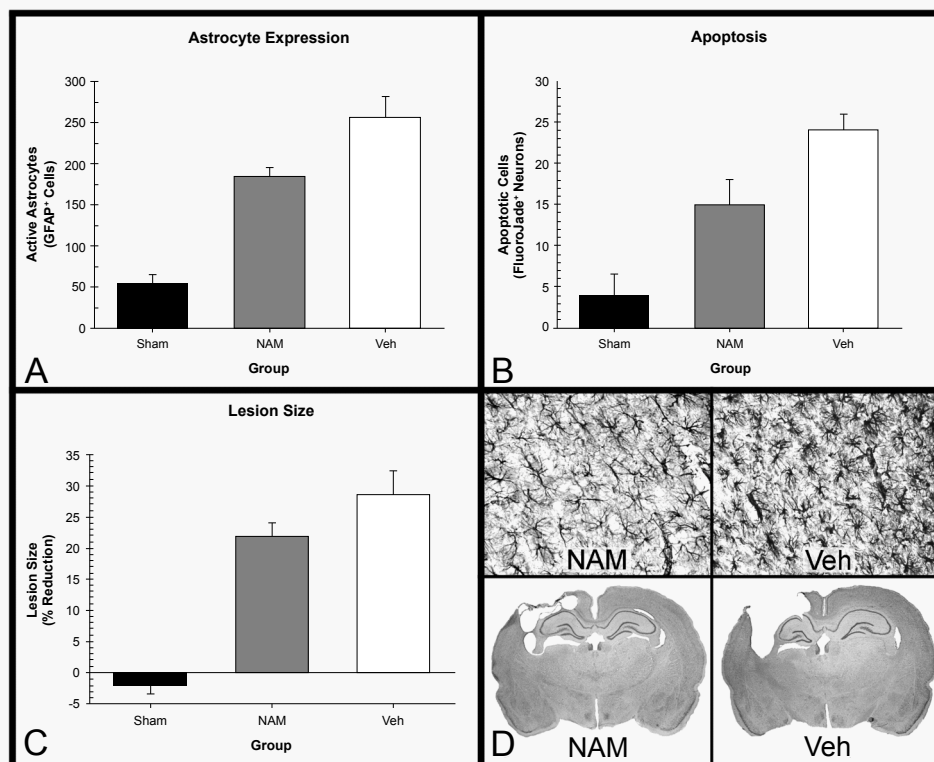 Astrocyte Expression
Active Astrocytes
(GFAP⁺ Cells)
300
250
200
150
100
50
0
Sham
NAM
Veh
Group
A
Apoptosis
Apoptotic Cells
(FluoroJade⁺ Neurons)
30
25
20
15
10
5
0
Sham
NAM
Veh
Group
B
Lesion Size
Lesion Size
(% Reduction)
35
30
25
20
15
10
5
0
-5
Sham
NAM
Veh
Group
C
NAM
Veh
D
NAM
Veh